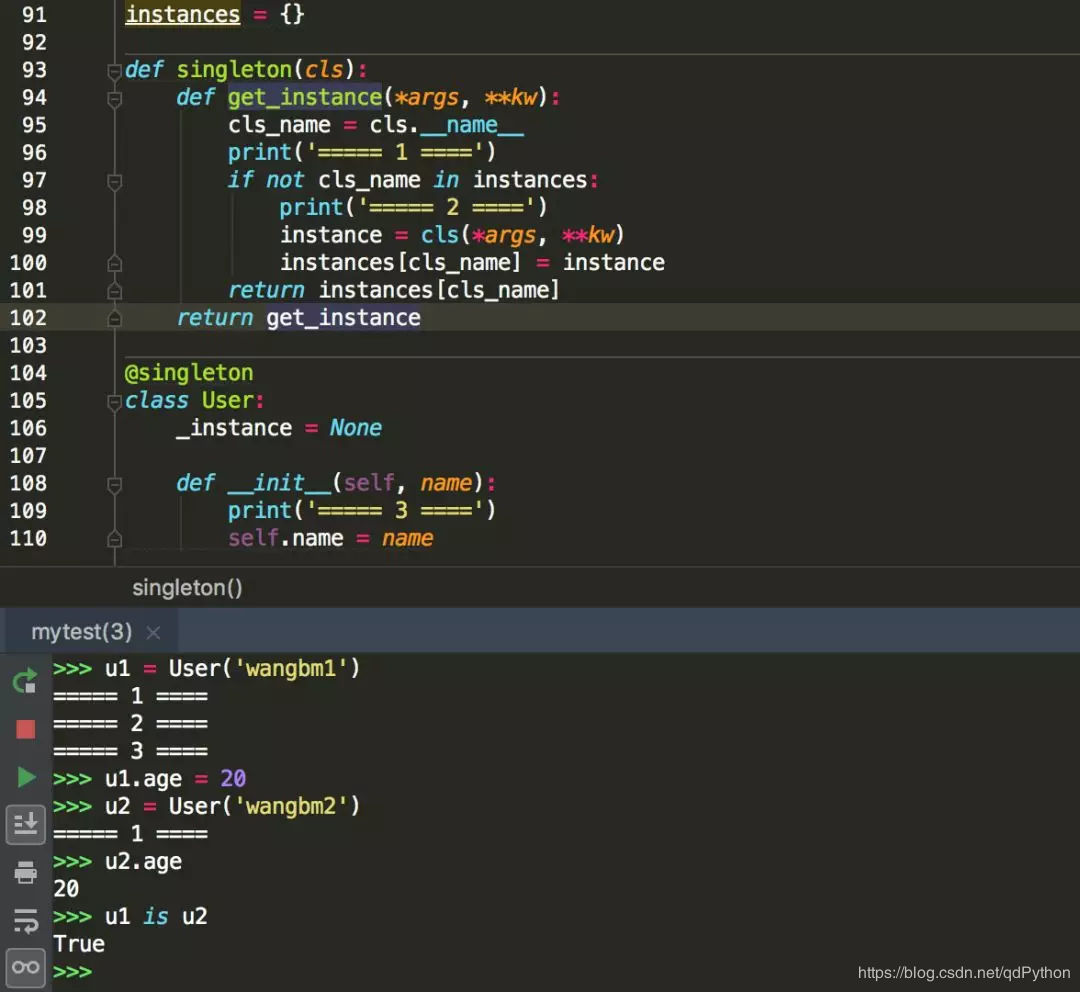 91 instances = {}
92
93 def singleton(cls):
94     def get_instance(*args, **kw):
95         cls_name = cls.__name__
96         print('===== 1 ====')
97         if not cls_name in instances:
98             print('===== 2 ====')
99             instance = cls(*args, **kw)
100             instances[cls_name] = instance
101         return instances[cls_name]
102     return get_instance
103
104 @singleton
105 class User:
106     _instance = None
107
108     def __init__(self, name):
109         print('===== 3 ====')
110         self.name = name
singleton()
mytest(3)
>>> u1 = User('wangbm1')
===== 1 ====
===== 2 ====
===== 3 ====
>>> u1.age = 20
>>> u2 = User('wangbm2')
===== 1 ====
>>> u2.age
20
>>> u1 is u2
True
>>>
https://blog.csdn.net/qdPython